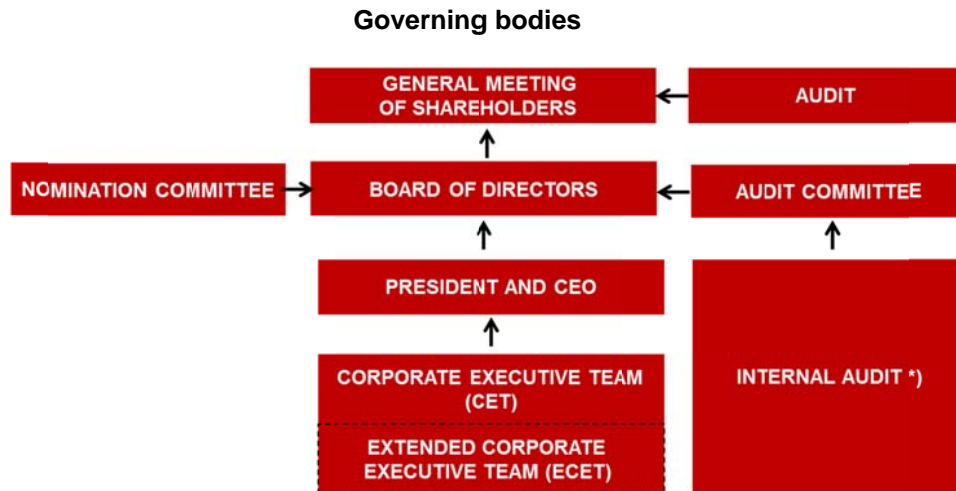 Governing bodies
GENERAL MEETING
OF SHAREHOLDERS
AUDIT
NOMINATION COMMITTEE
BOARD OF DIRECTORS
AUDIT COMMITTEE
PRESIDENT AND CEO
CORPORATE EXECUTIVE TEAM
(CET)
INTERNAL AUDIT *)
EXTENDED CORPORATE
EXECUTIVE TEAM (ECET)